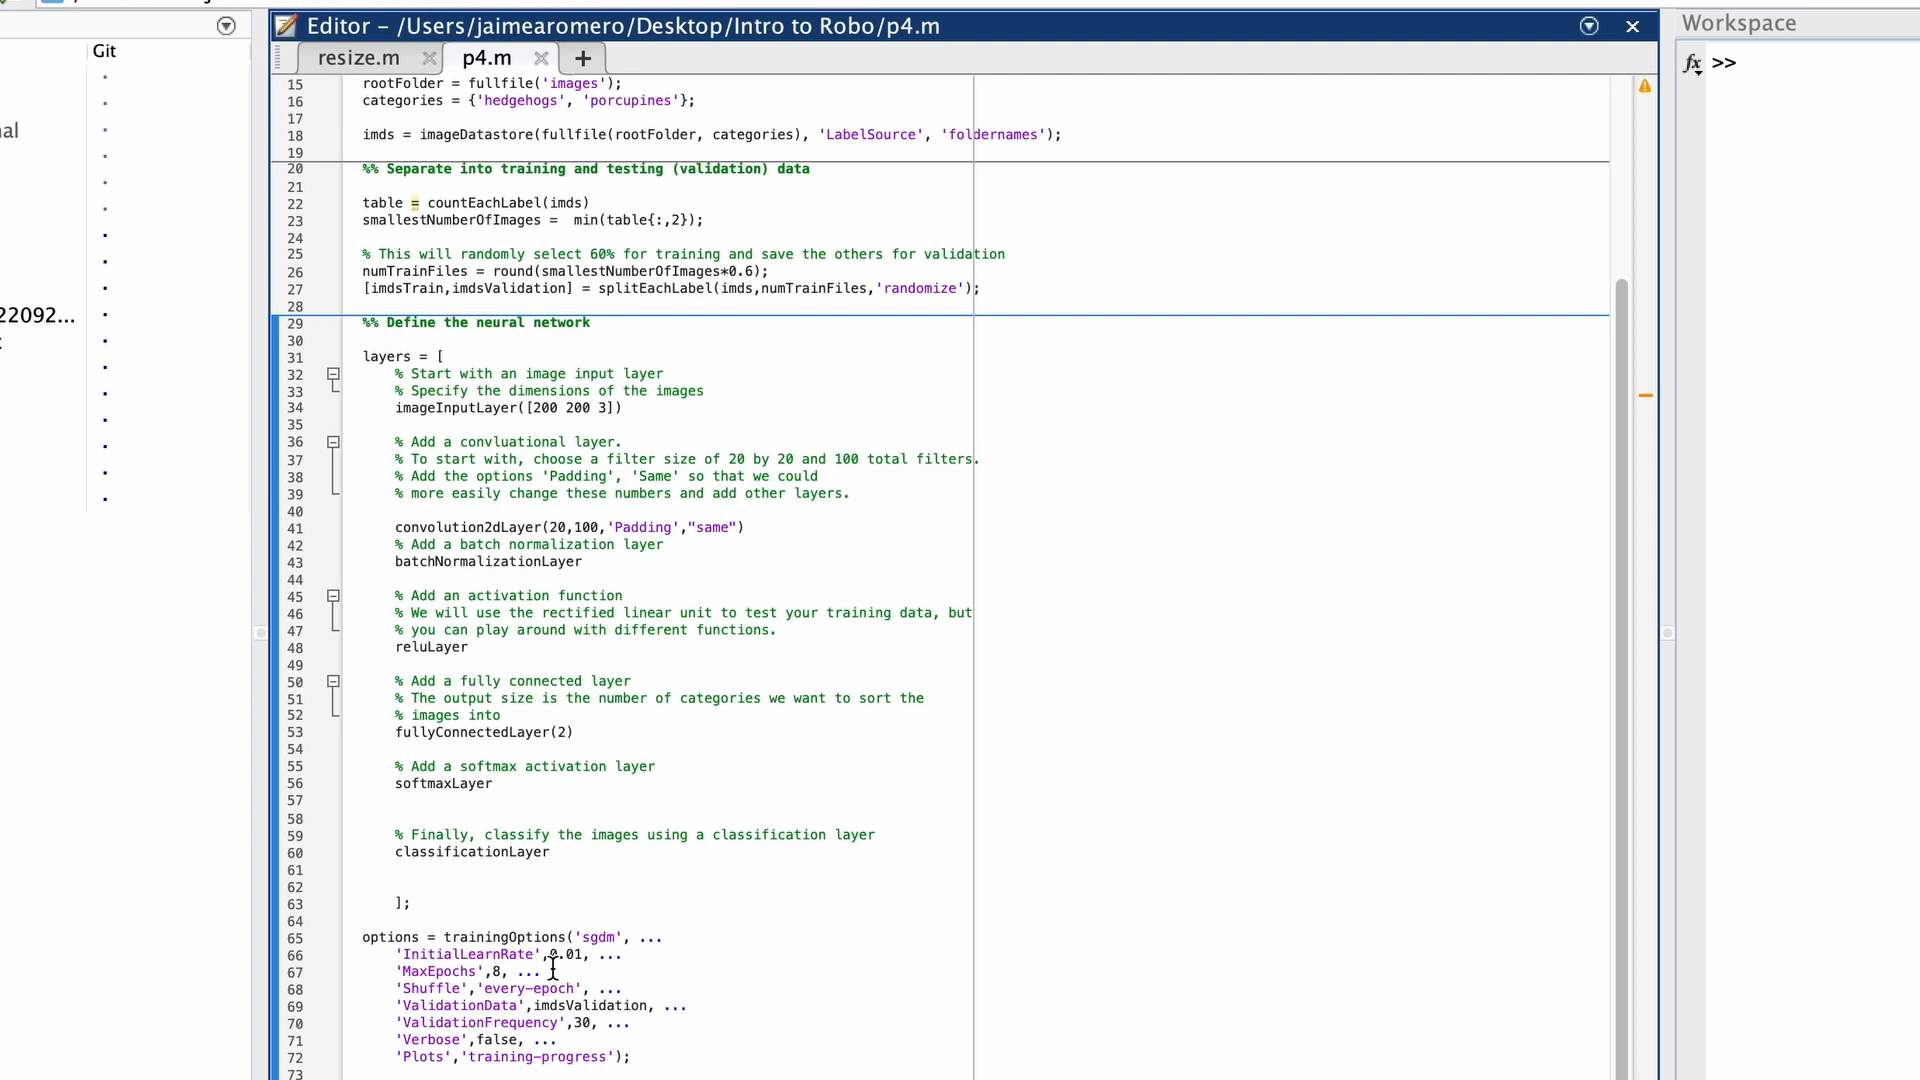 Editor – /Users/jaimearomero/Desktop/Intro to Robo/p4.m
Workspace
Git
resize.m
p4.m
+
fx >>
nal
22092...
15 rootFolder = fullfile('images');
16 categories = {'hedgehogs', 'porcupines'};
17
18 imds = imageDatastore(fullfile(rootFolder, categories), 'LabelSource', 'foldernames');
19
20 %% Separate into training and testing (validation) data
21
22 table = countEachLabel(imds)
23 smallestNumberOfImages =  min(table{:,2});
24
25 % This will randomly select 60% for training and save the others for validation
26 numTrainFiles = round(smallestNumberOfImages*0.6);
27 [imdsTrain,imdsValidation] = splitEachLabel(imds,numTrainFiles,'randomize');
28
29 %% Define the neural network
30
31 layers = [
32 % Start with an image input layer
33 % Specify the dimensions of the images
34 imageInputLayer([200 200 3])
35
36 % Add a convluational layer.
37 % To start with, choose a filter size of 20 by 20 and 100 total filters.
38 % Add the options 'Padding', 'Same' so that we could
39 % more easily change these numbers and add other layers.
40
41 convolution2dLayer(20,100,'Padding',"same")
42 % Add a batch normalization layer
43 batchNormalizationLayer
44
45 % Add an activation function
46 % We will use the rectified linear unit to test your training data, but
47 % you can play around with different functions.
48 reluLayer
49
50 % Add a fully connected layer
51 % The output size is the number of categories we want to sort the
52 % images into
53 fullyConnectedLayer(2)
54
55 % Add a softmax activation layer
56 softmaxLayer
57
58
59 % Finally, classify the images using a classification layer
60 classificationLayer
61
62
63 ];
64
65 options = trainingOptions('sgdm', ...
66 'InitialLearnRate',0.01, ...
67 'MaxEpochs',8, ...
68 'Shuffle','every-epoch', ...
69 'ValidationData',imdsValidation, ...
70 'ValidationFrequency',30, ...
71 'Verbose',false, ...
72 'Plots','training-progress');
73